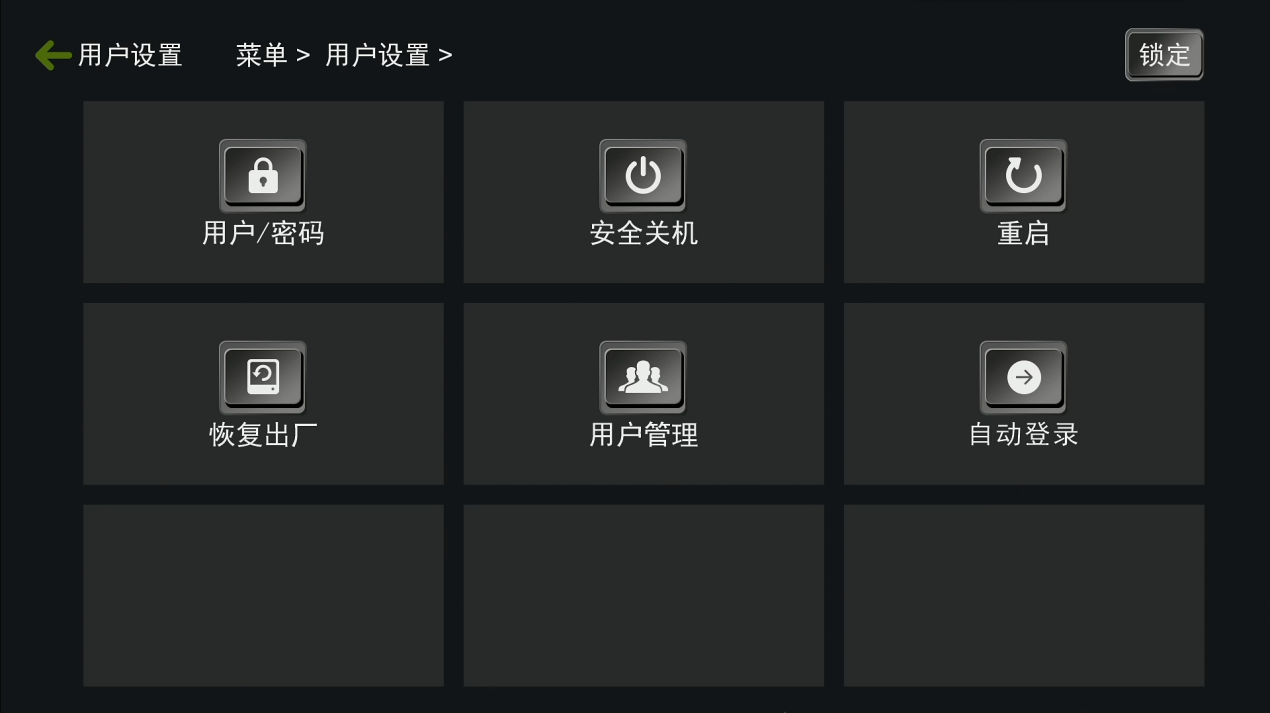 用户设置 菜单 > 用户设置 > 锁定
用户/密码 安全关机 重启
恢复出厂 用户管理 自动登录